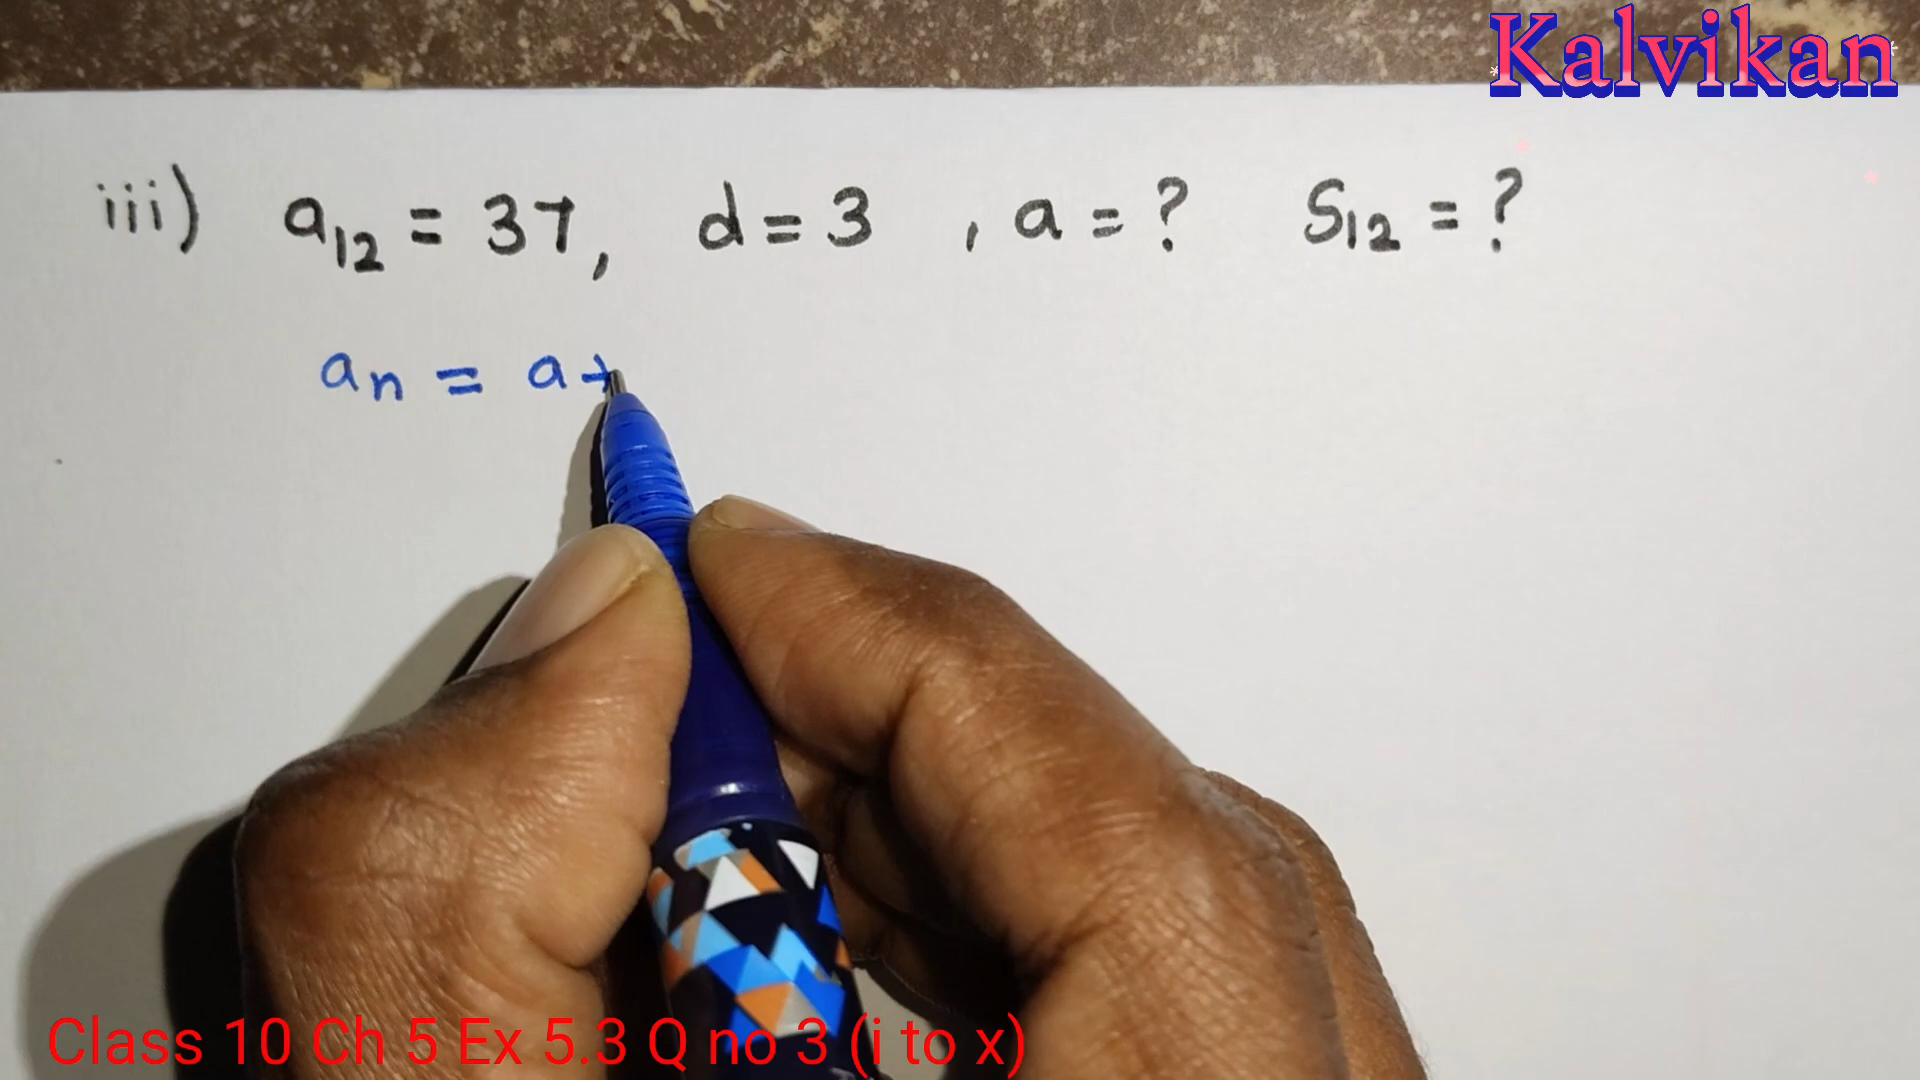 Kalvikan
iii) a₁₂ = 37, d = 3 , a = ? S₁₂ = ?
aₙ = a +
Class 10 Ch 5 Ex 5.3 Q no 3 (i to x)